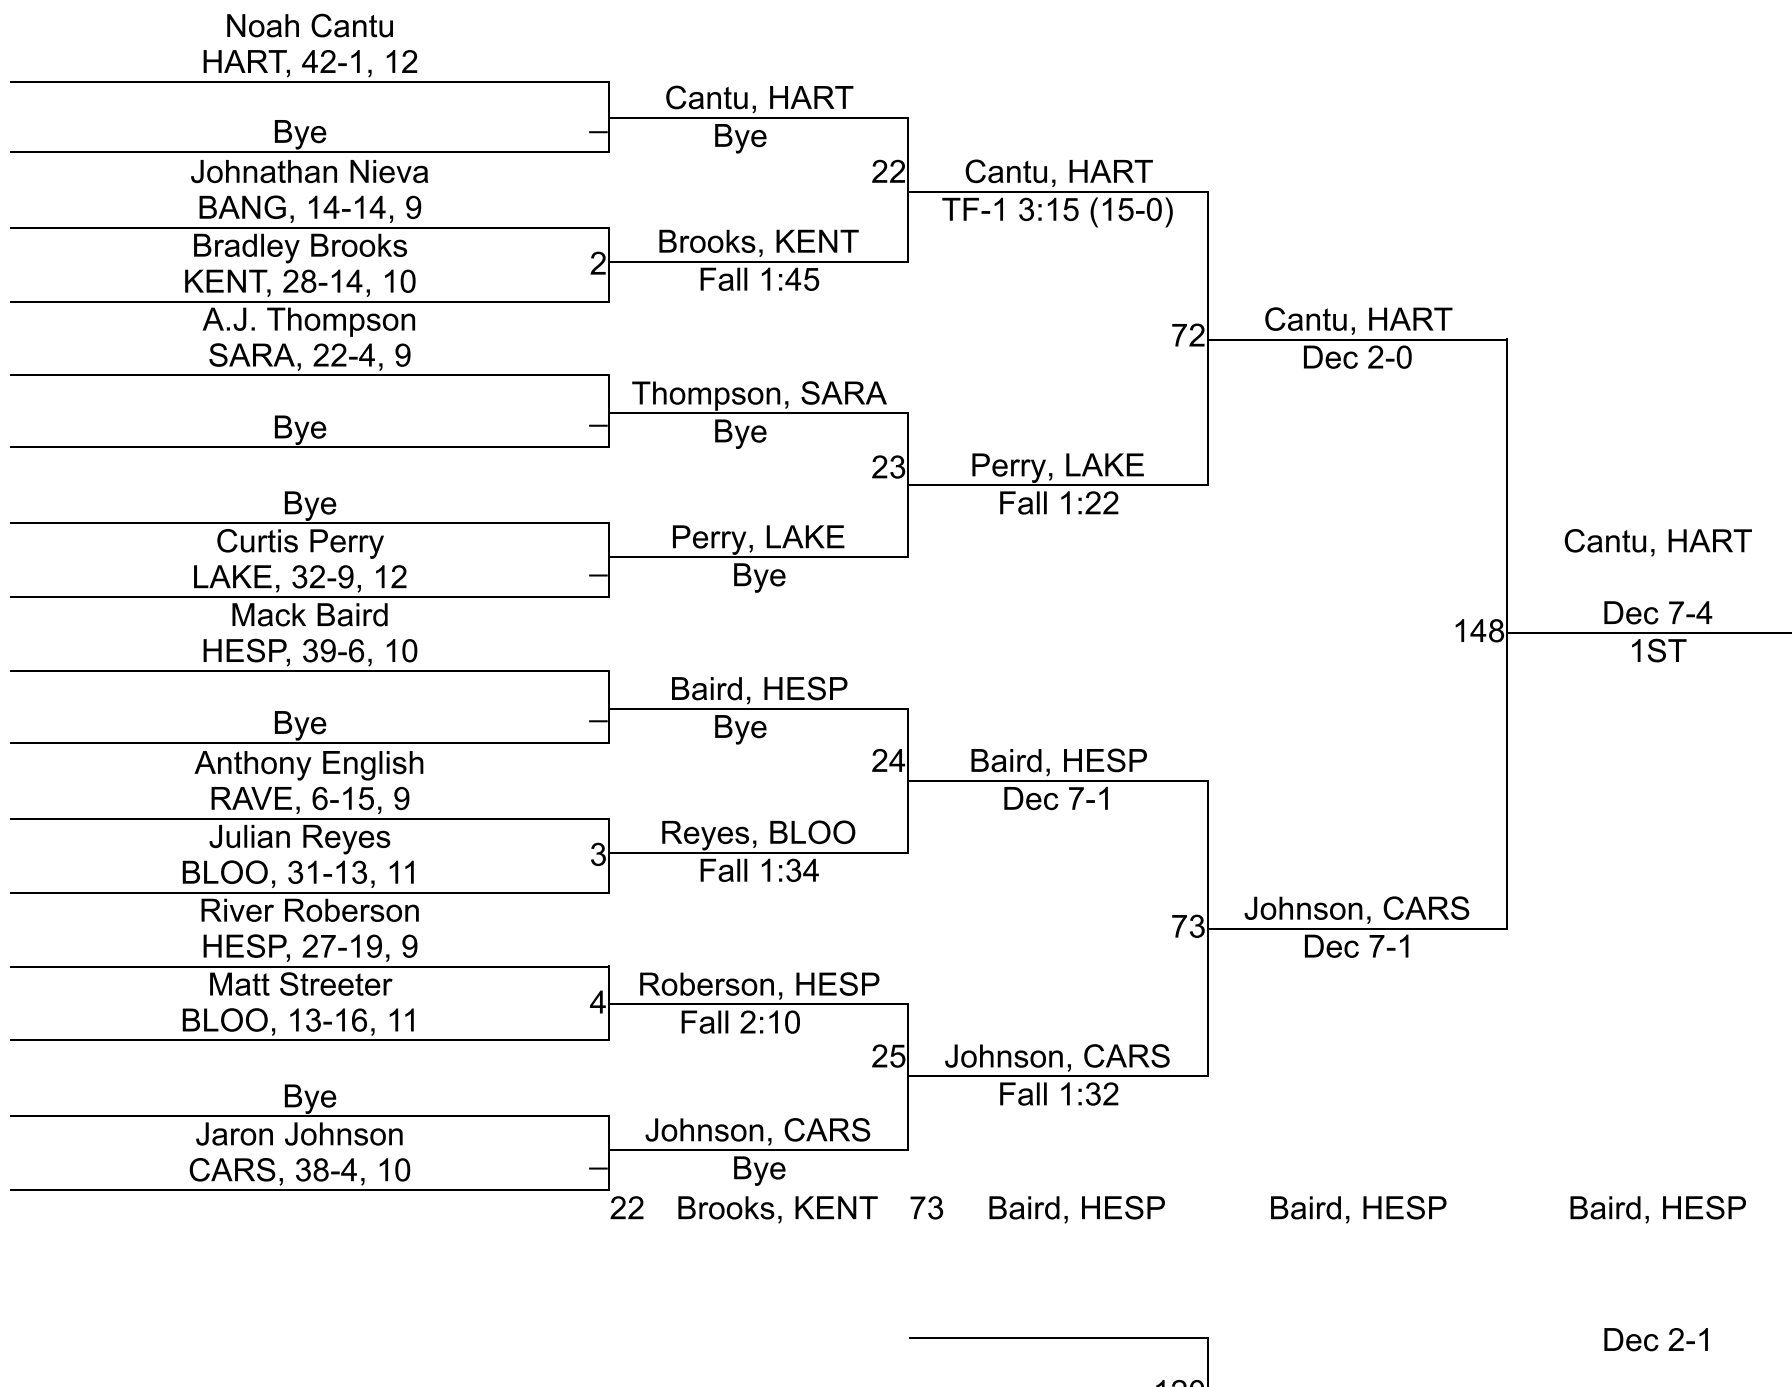 Noah Cantu
HART, 42-1, 12
Bye
Johnathan Nieva
BANG, 14-14, 9
Bradley Brooks
KENT, 28-14, 10
A.J. Thompson
SARA, 22-4, 9
Bye
Bye
Curtis Perry
LAKE, 32-9, 12
Mack Baird
HESP, 39-6, 10
Bye
Anthony English
RAVE, 6-15, 9
Julian Reyes
BLOO, 31-13, 11
River Roberson
HESP, 27-19, 9
Matt Streeter
BLOO, 13-16, 11
Bye
Jaron Johnson
CARS, 38-4, 10
2
3
4
Cantu, HART
Bye
Brooks, KENT
Fall 1:45
Thompson, SARA
Bye
Perry, LAKE
Bye
Baird, HESP
Bye
Reyes, BLOO
Fall 1:34
Roberson, HESP
Fall 2:10
Johnson, CARS
Bye
22
23
24
25
Cantu, HART
TF-1 3:15 (15-0)
Perry, LAKE
Fall 1:22
Baird, HESP
Dec 7-1
Johnson, CARS
Fall 1:32
72
73
Cantu, HART
Dec 2-0
Johnson, CARS
Dec 7-1
148
Cantu, HART
Dec 7-4
1ST
22 Brooks, KENT 73 Baird, HESP Baird, HESP Baird, HESP
Dec 2-1